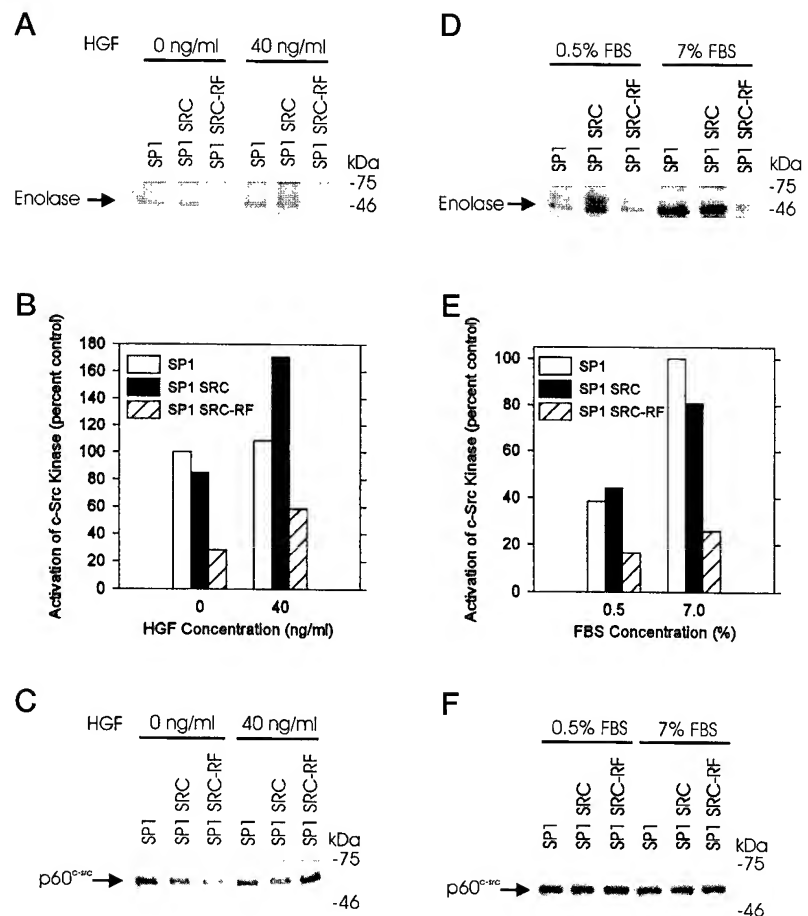 A
HGF 0 ng/ml 40 ng/ml
SP1 SP1 SRC SP1 SRC-RF SP1 SP1 SRC SP1 SRC-RF kDa
-75
Enolase -46
B
Activation of c-Src Kinase (percent control)
180
160
140
120
100
80
60
40
20
0
SP1
SP1 SRC
SP1 SRC-RF
0 40
HGF Concentration (ng/ml)
C
HGF 0 ng/ml 40 ng/ml
SP1 SP1 SRC SP1 SRC-RF SP1 SP1 SRC SP1 SRC-RF kDa
-75
p60c-src
-46
D
0.5% FBS 7% FBS
SP1 SP1 SRC SP1 SRC-RF SP1 SP1 SRC SP1 SRC-RF kDa
-75
Enolase -46
E
Activation of c-Src Kinase (percent control)
100
80
60
40
20
0
SP1
SP1 SRC
SP1 SRC-RF
0.5 7.0
FBS Concentration (%)
F
0.5% FBS 7% FBS
SP1 SP1 SRC SP1 SRC-RF SP1 SP1 SRC SP1 SRC-RF kDa
-75
p60c-src
-46